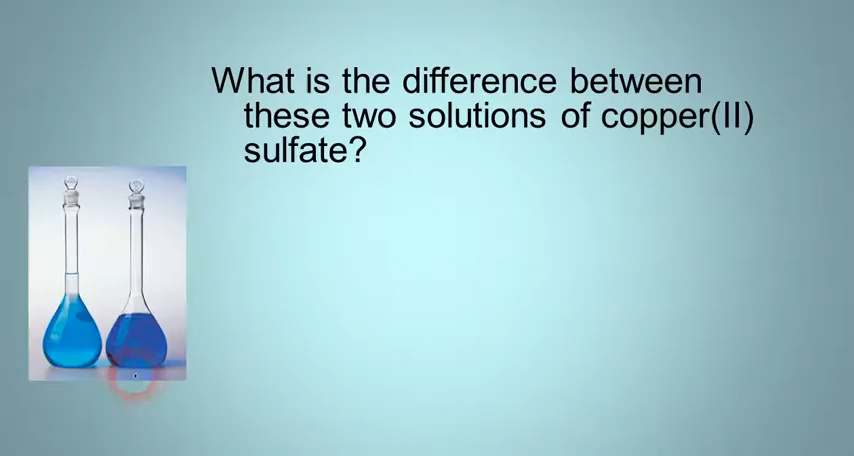 What is the difference between
these two solutions of copper(II)
sulfate?